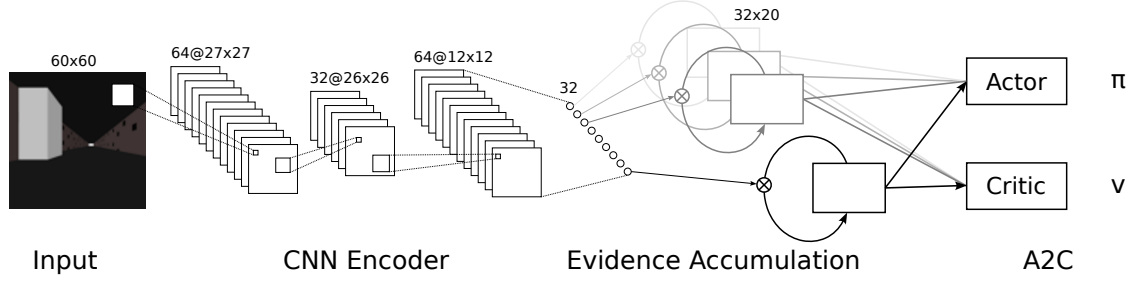 60x60
64@27x27
32@26x26
64@12x12
32
32x20
Actor
π
Critic
v
Input
CNN Encoder
Evidence Accumulation
A2C